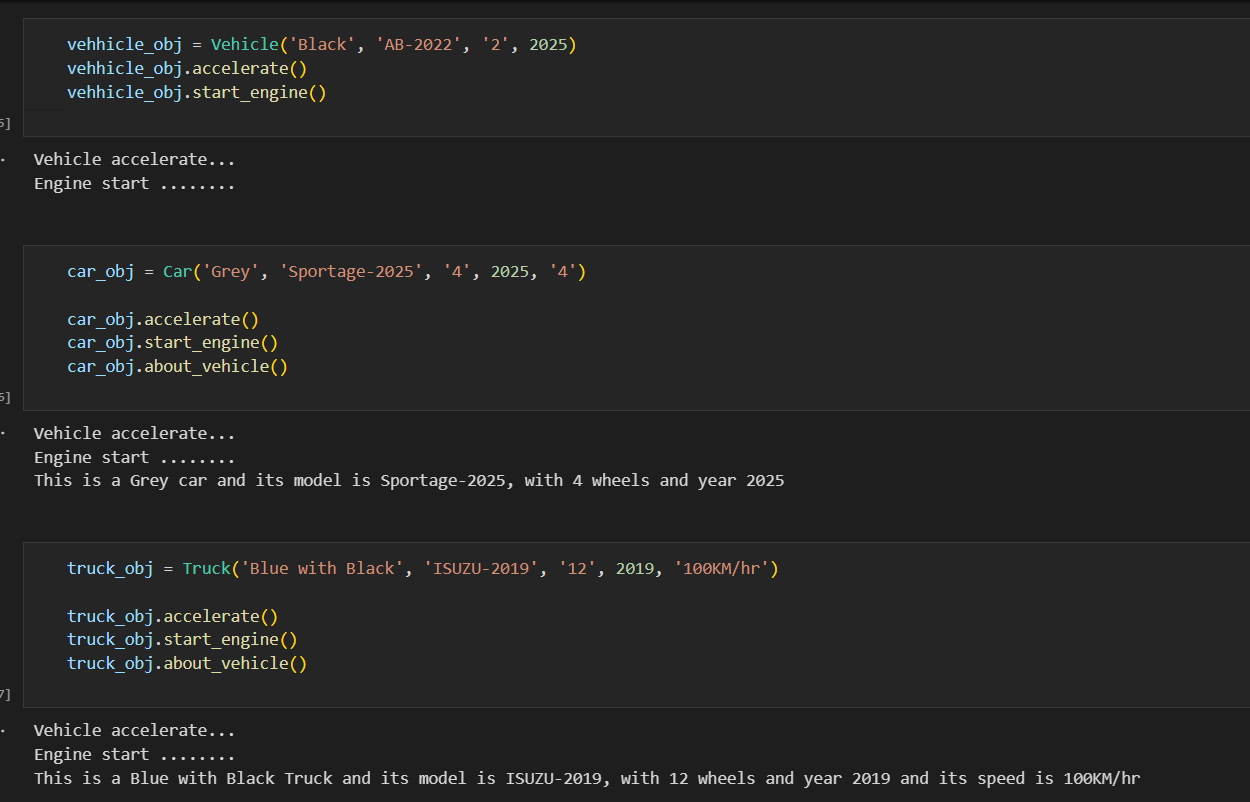 vehhicle_obj = Vehicle('Black', 'AB-2022', '2', 2025)
vehhicle_obj.accelerate()
vehhicle_obj.start_engine()
5]
Vehicle accelerate...
Engine start ........
car_obj = Car('Grey', 'Sportage-2025', '4', 2025, '4')
car_obj.accelerate()
car_obj.start_engine()
car_obj.about_vehicle()
6]
Vehicle accelerate...
Engine start ........
This is a Grey car and its model is Sportage-2025, with 4 wheels and year 2025
truck_obj = Truck('Blue with Black', 'ISUZU-2019', '12', 2019, '100KM/hr')
truck_obj.accelerate()
truck_obj.start_engine()
truck_obj.about_vehicle()
7]
Vehicle accelerate...
Engine start ........
This is a Blue with Black Truck and its model is ISUZU-2019, with 12 wheels and year 2019 and its speed is 100KM/hr